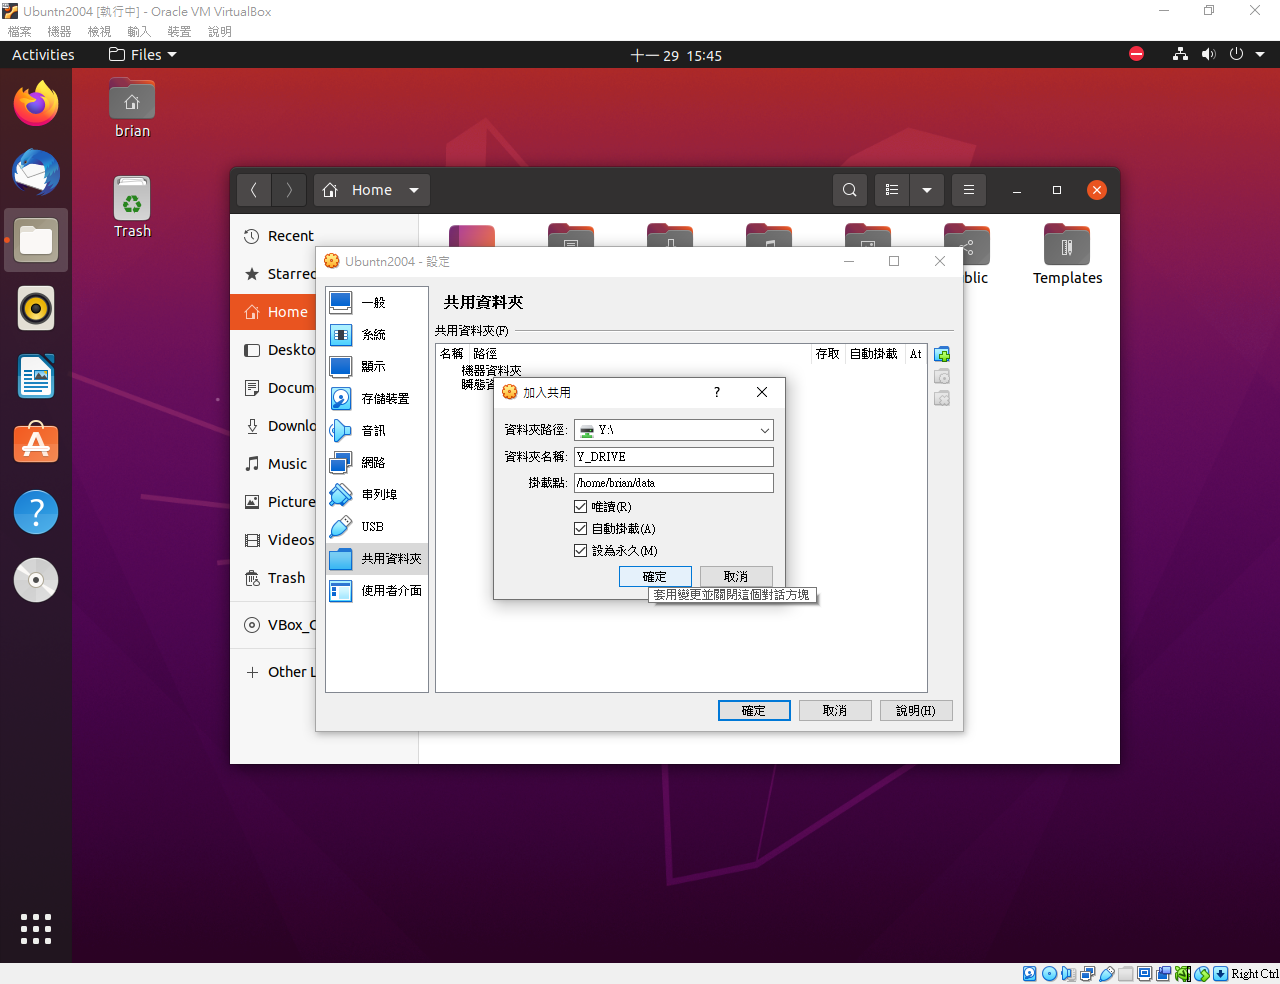 Ubuntn2004 [執行中] - Oracle VM VirtualBox
檔案 機器 檢視 輸入 裝置 說明
Activities Files 十一 29 15:45
brian
Trash
Home
Recent
Starred
Home
Deskto
Docum
Downlo
Music
Picture
Videos
Trash
VBox_C
Other L
blic
Templates
Ubuntn2004 - 設定
一般
系統
顯示
存儲裝置
音訊
網路
串列埠
USB
共用資料夾
使用者介面
共用資料夾
共用資料夾(F)
名稱 路徑 存取 自動掛載 At
機器資料夾
瞬態資
加入共用 ?
資料夾路徑: Y:\
資料夾名稱: Y_DRIVE
掛載點: /home/brian/data
唯讀(R)
自動掛載(A)
設為永久(M)
確定 取消
套用變更並關閉這個對話方塊
確定 取消 說明(H)
Right Ctrl